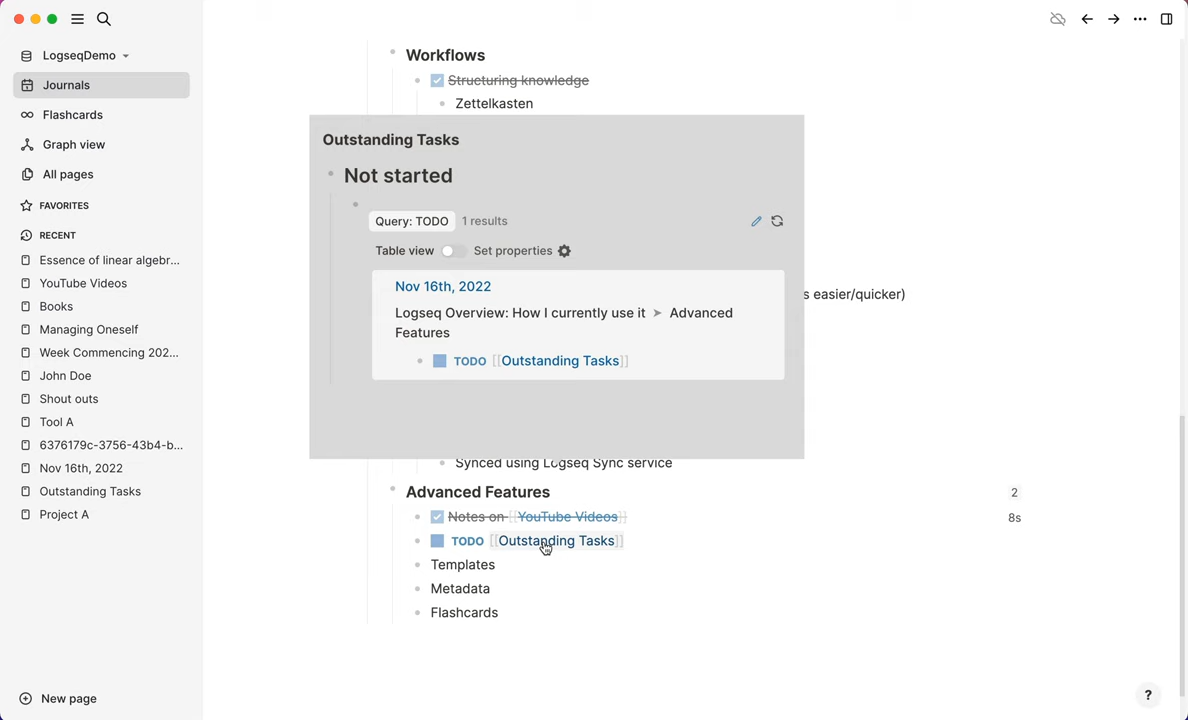 LogseqDemo
Journals
Flashcards
Graph view
All pages
FAVORITES
RECENT
Essence of linear algebr...
YouTube Videos
Books
Managing Oneself
Week Commencing 202...
John Doe
Shout outs
Tool A
6376179c-3756-43b4-b...
Nov 16th, 2022
Outstanding Tasks
Project A
New page
Workflows
Structuring knowledge
Zettelkasten
Outstanding Tasks
Not started
Query: TODO 1 results
Table view Set properties
Nov 16th, 2022
Logseq Overview: How I currently use it ➤ Advanced
Features
TODO [[Outstanding Tasks]]
s easier/quicker)
Synced using Logseq Sync service
Advanced Features 2
Notes on [[YouTube Videos]] 8s
TODO [[Outstanding Tasks]]
Templates
Metadata
Flashcards
?